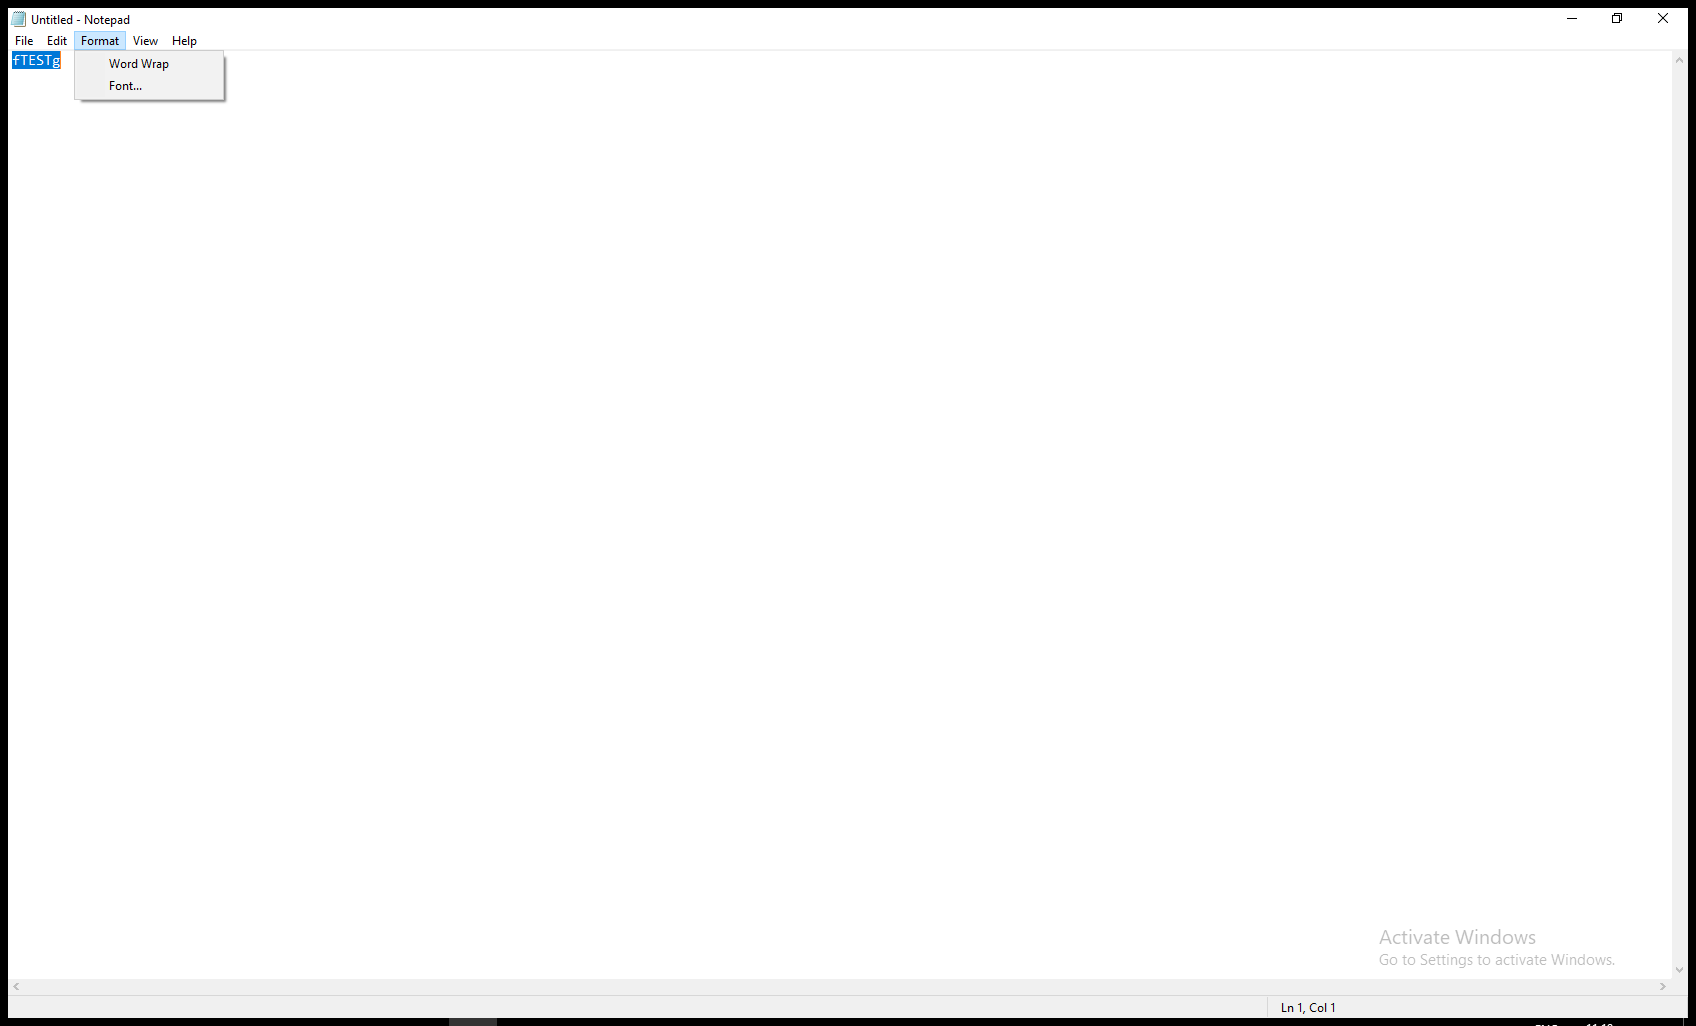 Untitled - Notepad
File Edit Format View Help
fTESTg
Word Wrap
Font...
Activate Windows
Go to Settings to activate Windows.
Ln 1, Col 1